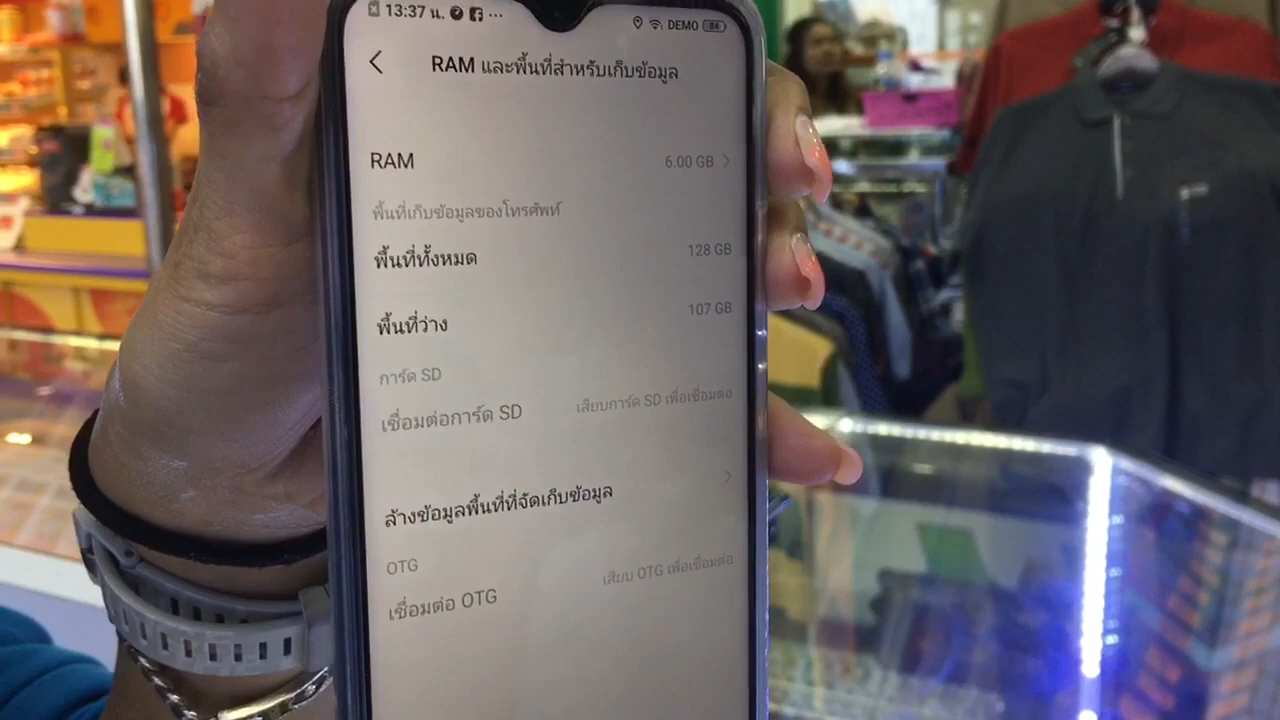 13:37 น.
DEMO
RAM และพื้นที่สำหรับเก็บข้อมูล
RAM
6.00 GB
พื้นที่เก็บข้อมูลของโทรศัพท์
พื้นที่ทั้งหมด
128 GB
พื้นที่ว่าง
107 GB
การ์ด SD
เชื่อมต่อการ์ด SD
เสียบการ์ด SD เพื่อเชื่อมต่อ
ล้างข้อมูลพื้นที่ที่จัดเก็บข้อมูล
OTG
เชื่อมต่อ OTG
เสียบ OTG เพื่อเชื่อมต่อ